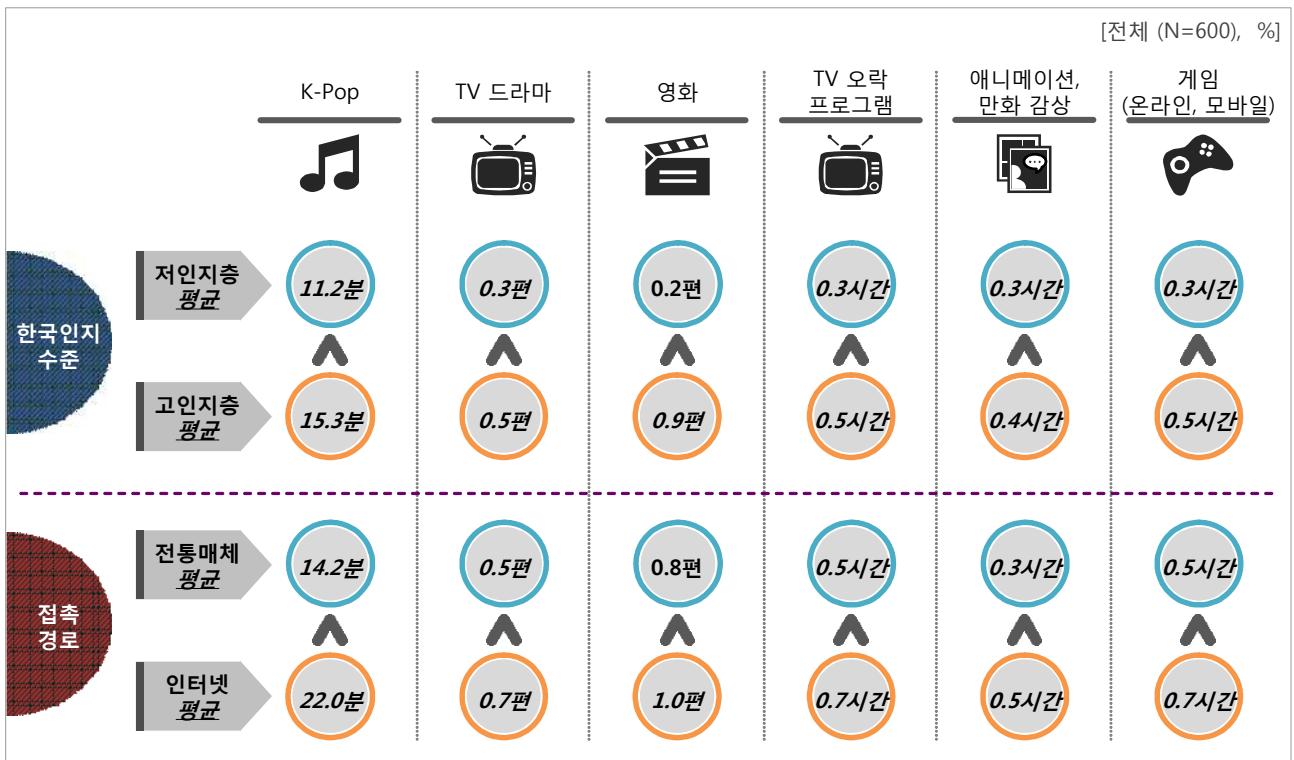 [전체 (N=600), %]
K-Pop
TV 드라마
영화
TV 오락
프로그램
애니메이션,
만화 감상
게임
(온라인, 모바일)
한국인지
수준
저인지층
평균
11.2분
0.3편
0.2편
0.3시간
0.3시간
0.3시간
고인지층
평균
15.3분
0.5편
0.9편
0.5시간
0.4시간
0.5시간
접촉
경로
전통매체
평균
14.2분
0.5편
0.8편
0.5시간
0.3시간
0.5시간
인터넷
평균
22.0분
0.7편
1.0편
0.7시간
0.5시간
0.7시간